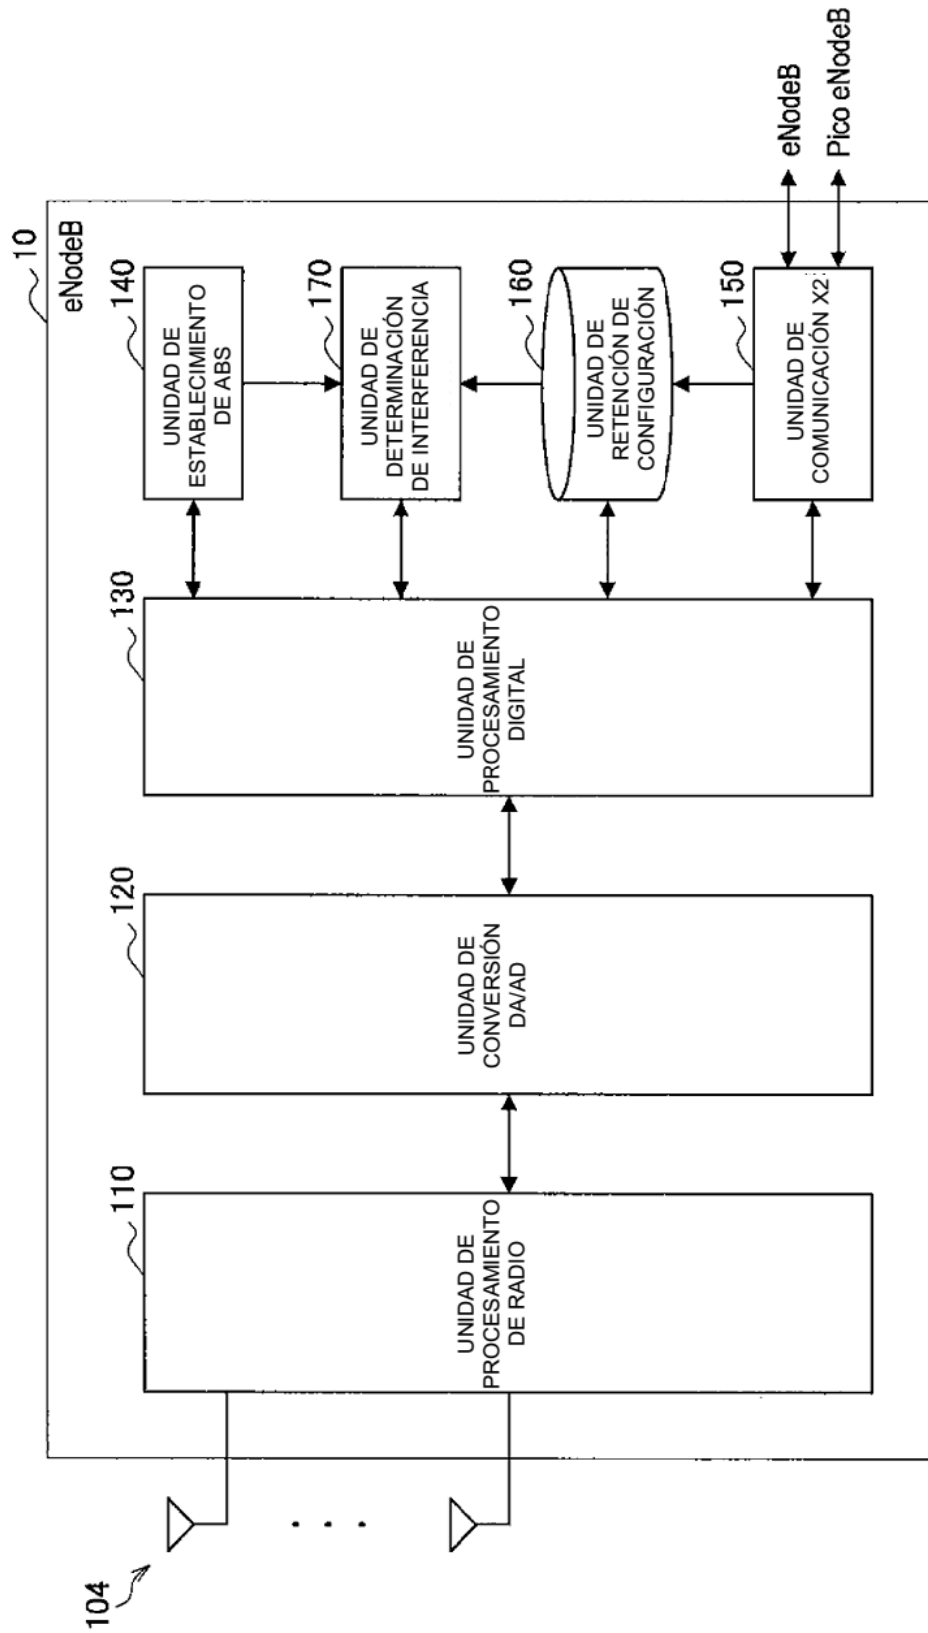 10
eNodeB
104
110
UNIDAD DE
PROCESAMIENTO
DE RADIO
120
UNIDAD DE
CONVERSIÓN
DA/AD
130
UNIDAD DE
PROCESAMIENTO
DIGITAL
140
UNIDAD DE
ESTABLECIMIENTO
DE ABS
170
UNIDAD DE
DETERMINACIÓN
DE INTERFERENCIA
160
UNIDAD DE
RETENCIÓN DE
CONFIGURACIÓN
150
UNIDAD DE
COMUNICACIÓN X2
eNodeB
Pico eNodeB